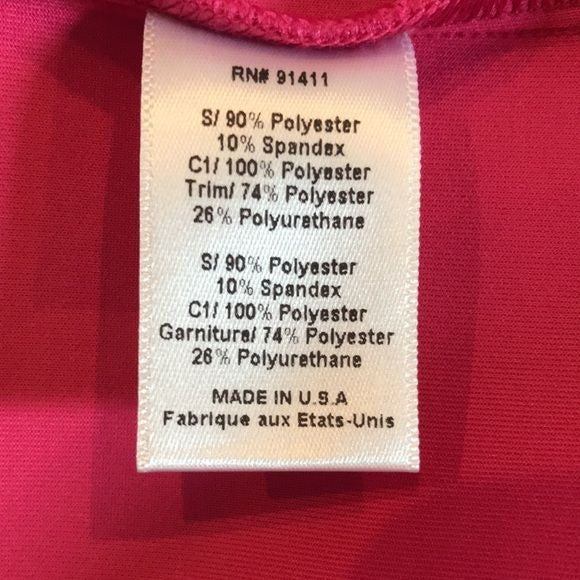 RN# 91411
S/ 90% Polyester
10% Spandex
C1/ 100% Polyester
Trim/ 74% Polyester
26% Polyurethane
S/ 90% Polyester
10% Spandex
C1/ 100% Polyester
Garniture/ 74% Polyester
26% Polyurethane
MADE IN U.S.A
Fabrique aux Etats-Unis